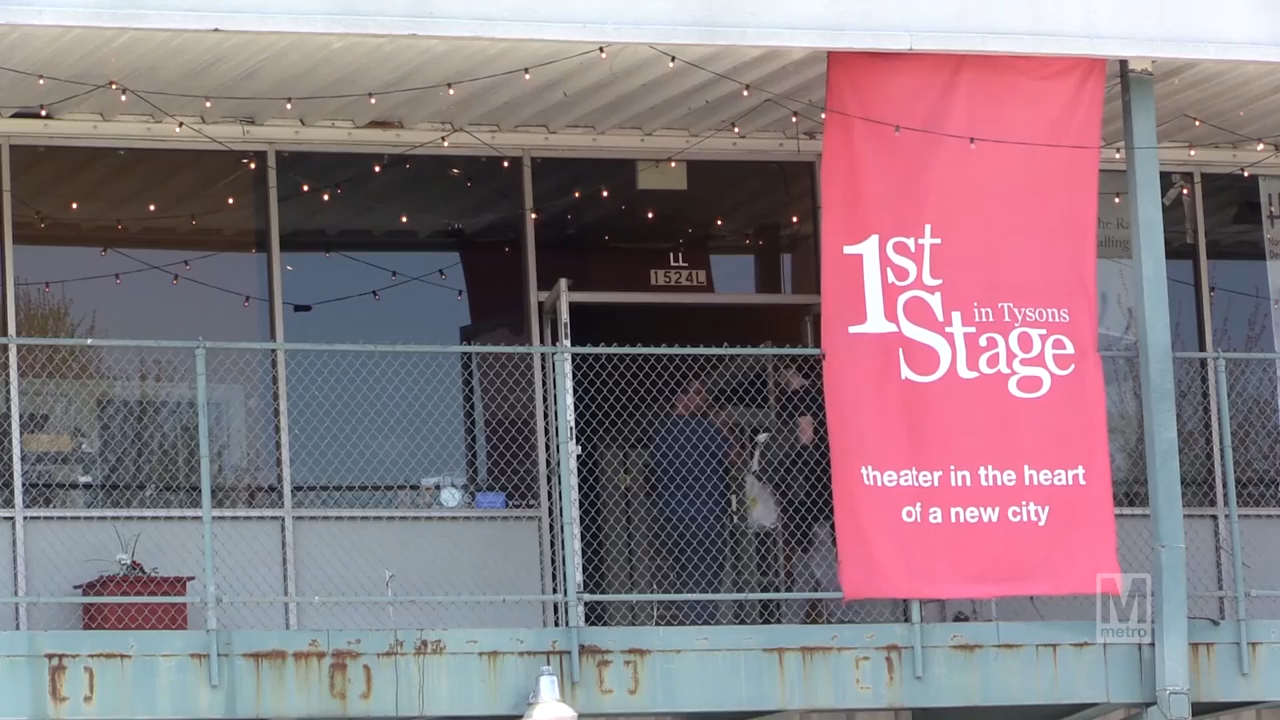 LL
1524L
1st
in Tysons
Stage
theater in the heart
of a new city
M
metro